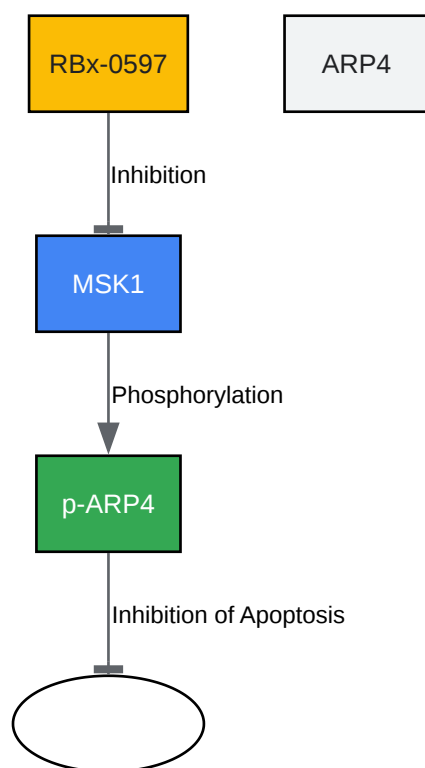 RBx-0597
ARP4
Inhibition
MSK1
Phosphorylation
p-ARP4
Inhibition of Apoptosis